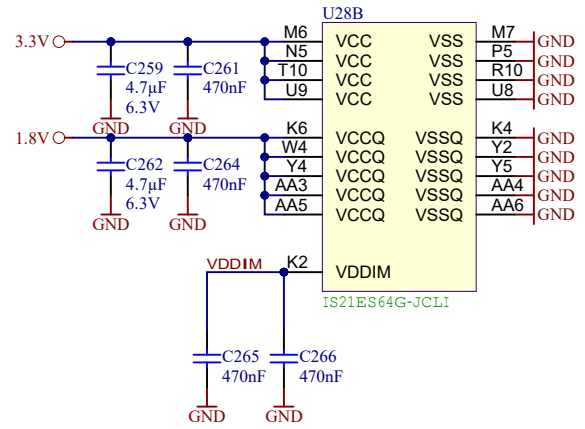 U28B
3.3V
M6 VCC VSS M7 GND
N5 VCC VSS P5 GND
T10 VCC VSS R10 GND
U9 VCC VSS U8 GND
C259
4.7µF
6.3V
C261
470nF
GND GND
1.8V
K6 VCCQ VSSQ K4 GND
W4 VCCQ VSSQ Y2 GND
Y4 VCCQ VSSQ Y5 GND
AA3 VCCQ VSSQ AA4 GND
AA5 VCCQ VSSQ AA6 GND
C262
4.7µF
6.3V
C264
470nF
GND GND
VDDIM K2 VDDIM
IS21ES64G-JCLI
C265
470nF
C266
470nF
GND GND